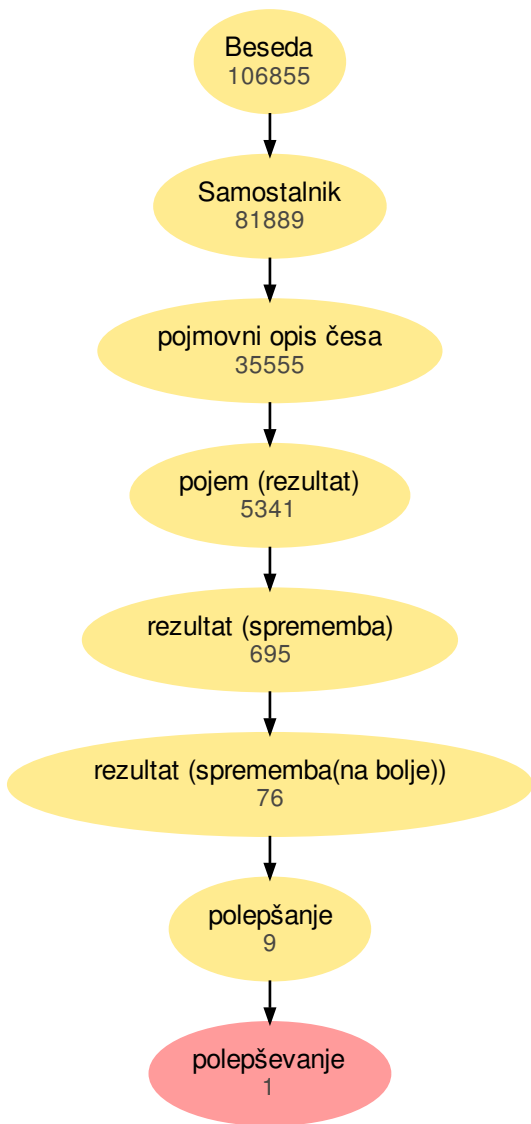 Beseda
106855
Samostalnik
81889
pojmovni opis česa
35555
pojem (rezultat)
5341
rezultat (sprememba)
695
rezultat (sprememba(na bolje))
76
polepšanje
9
polepševanje
1